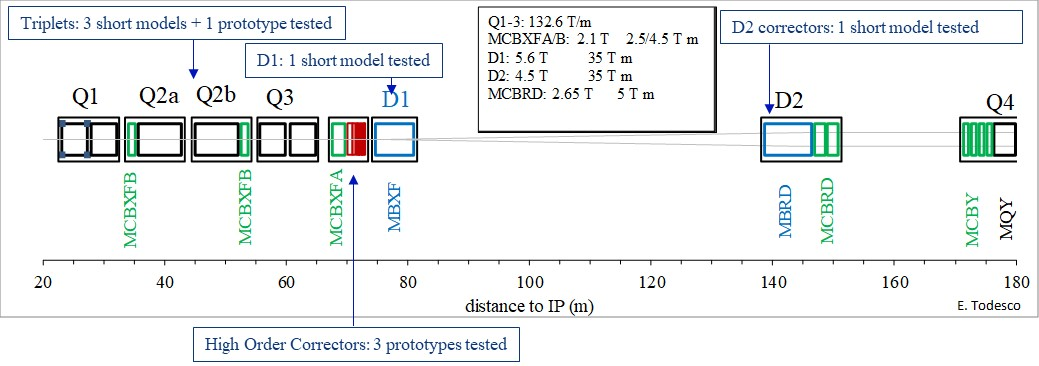 Triplets: 3 short models + 1 prototype tested
D1: 1 short model tested
Q1-3: 132.6 T/m
MCBXFA/B: 2.1 T 2.5/4.5 T m
D1: 5.6 T 35 T m
D2: 4.5 T 35 T m
MCBRD: 2.65 T 5 T m
D2 correctors: 1 short model tested
Q1 Q2a Q2b Q3 D1 D2 Q4
MCBXFB MCBXFB MCBXFA MBXF MBRD MCBRD MCBY MQY
20 40 60 80 100 120 140 160 180
distance to IP (m)
E. Todesco
High Order Correctors: 3 prototypes tested